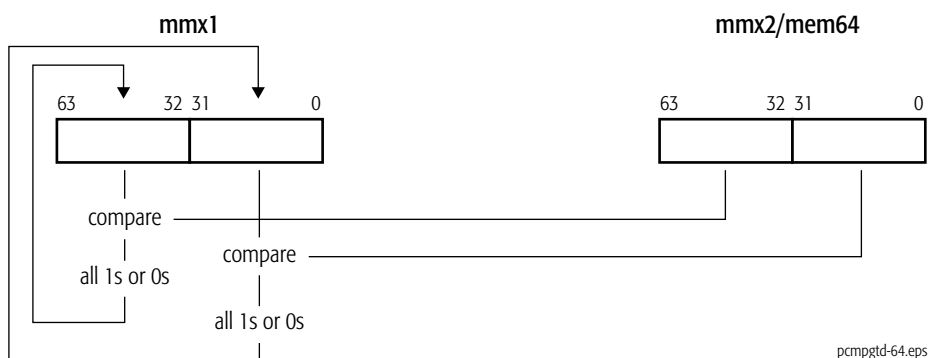 mmx1 mmx2/mem64
63 32 31 0 63 32 31 0
compare
compare
all 1s or 0s
all 1s or 0s
pcmpgtd-64.eps